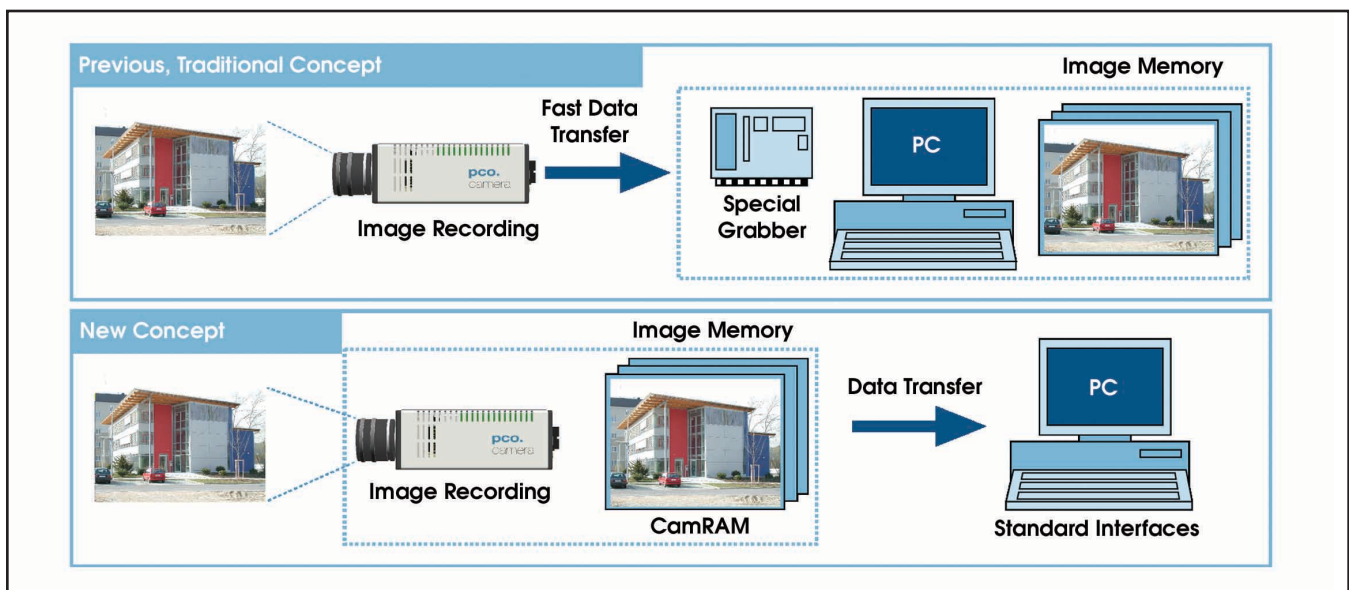 Previous, Traditional Concept
Image Memory
Fast Data
Transfer
PC
pco.
camera
Special
Grabber
Image Recording
New Concept
Image Memory
PC
Data Transfer
pco.
camera
Image Recording
CamRAM
Standard Interfaces